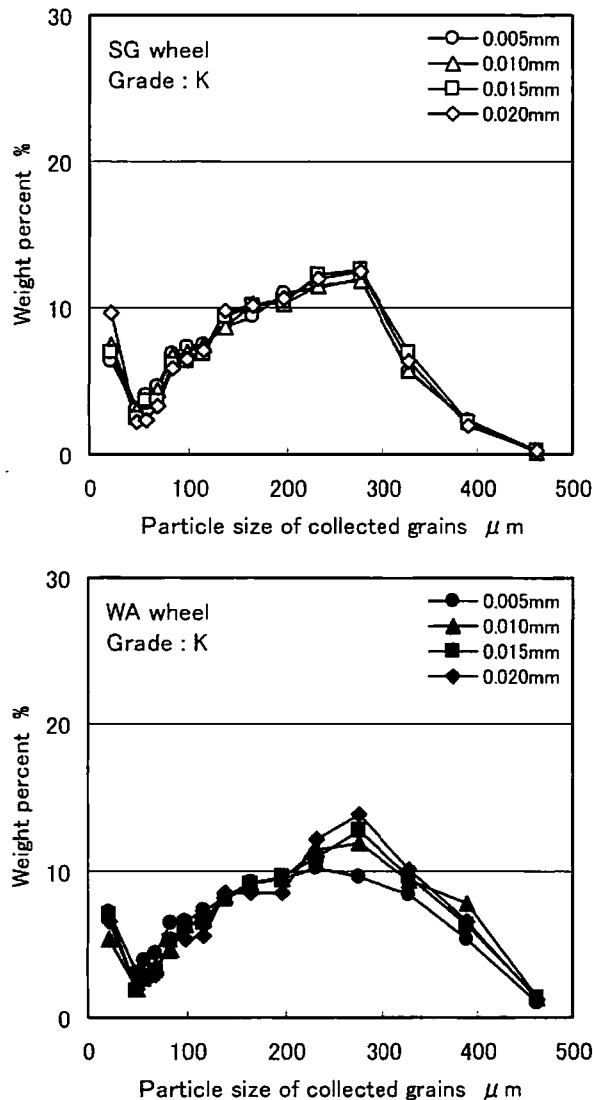 30
20
10
0
Weight percent %
SG wheel
Grade : K
0.005mm
0.010mm
0.015mm
0.020mm
0 100 200 300 400 500
Particle size of collected grains μm
30
20
10
0
Weight percent %
WA wheel
Grade : K
0.005mm
0.010mm
0.015mm
0.020mm
0 100 200 300 400 500
Particle size of collected grains μm